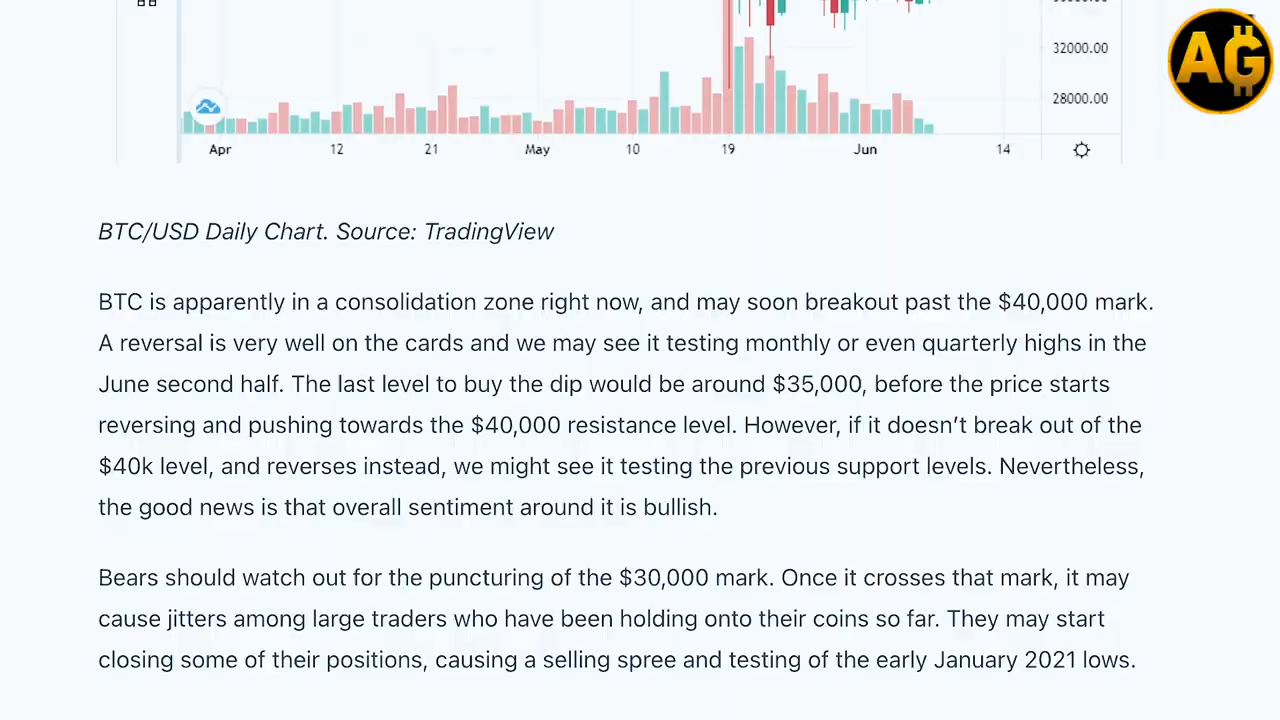 32000.00
28000.00
AG
Apr 12 21 May 10 19 Jun 14
BTC/USD Daily Chart. Source: TradingView
BTC is apparently in a consolidation zone right now, and may soon breakout past the $40,000 mark.
A reversal is very well on the cards and we may see it testing monthly or even quarterly highs in the
June second half. The last level to buy the dip would be around $35,000, before the price starts
reversing and pushing towards the $40,000 resistance level. However, if it doesn’t break out of the
$40k level, and reverses instead, we might see it testing the previous support levels. Nevertheless,
the good news is that overall sentiment around it is bullish.
Bears should watch out for the puncturing of the $30,000 mark. Once it crosses that mark, it may
cause jitters among large traders who have been holding onto their coins so far. They may start
closing some of their positions, causing a selling spree and testing of the early January 2021 lows.